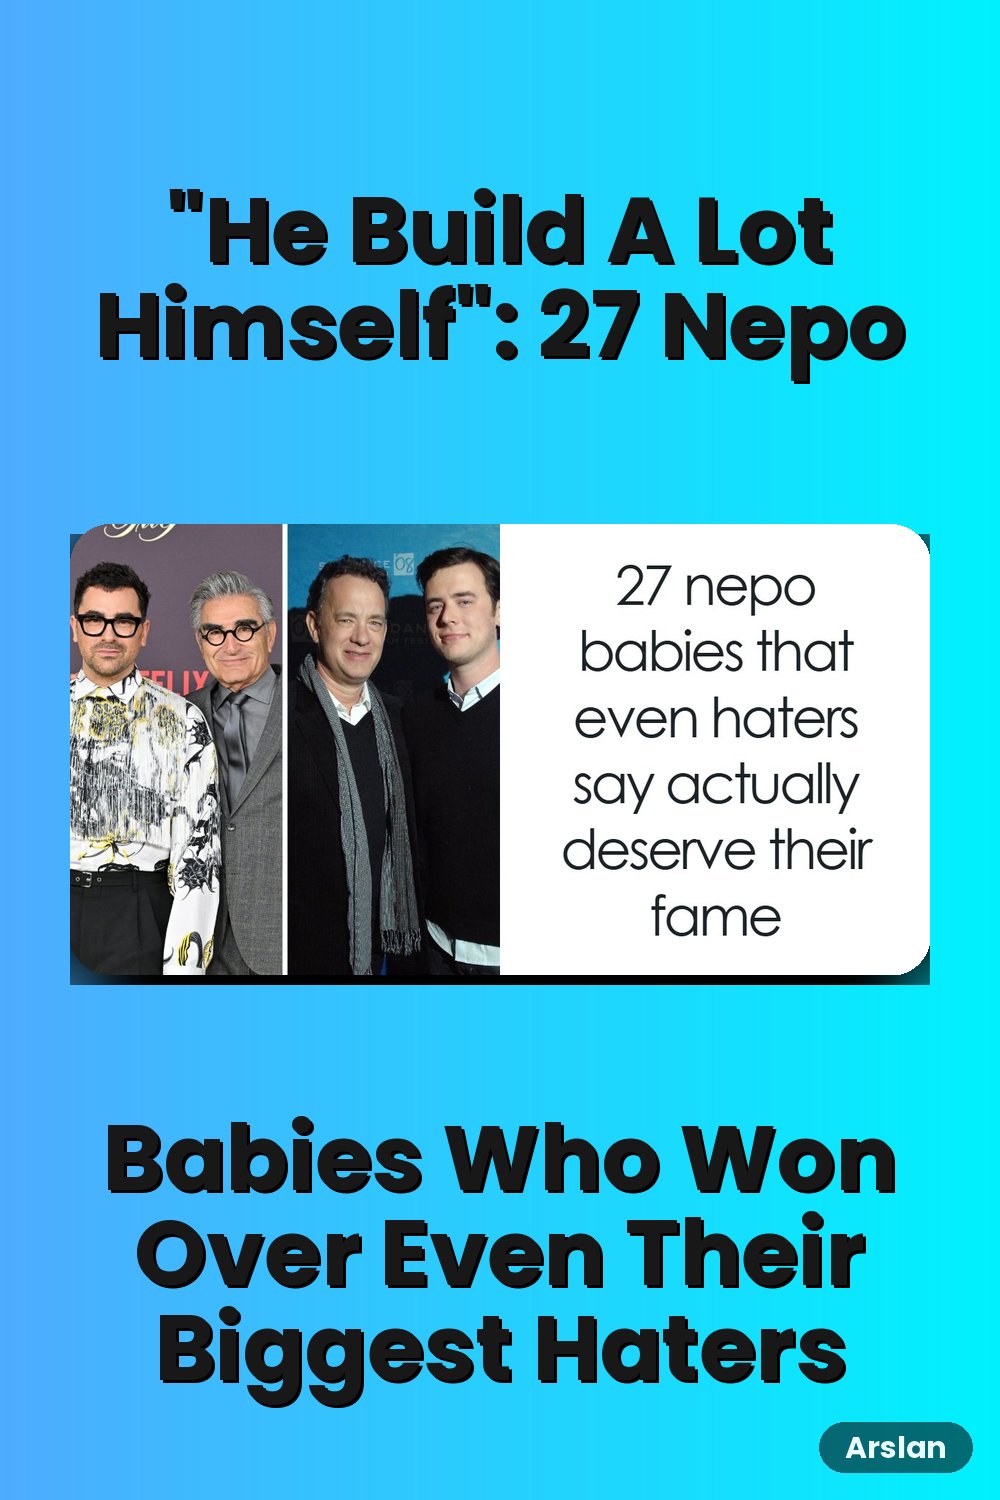 "He Build A Lot
Himself": 27 Nepo
27 nepo
babies that
even haters
say actually
deserve their
fame
Babies Who Won
Over Even Their
Biggest Haters
Arslan